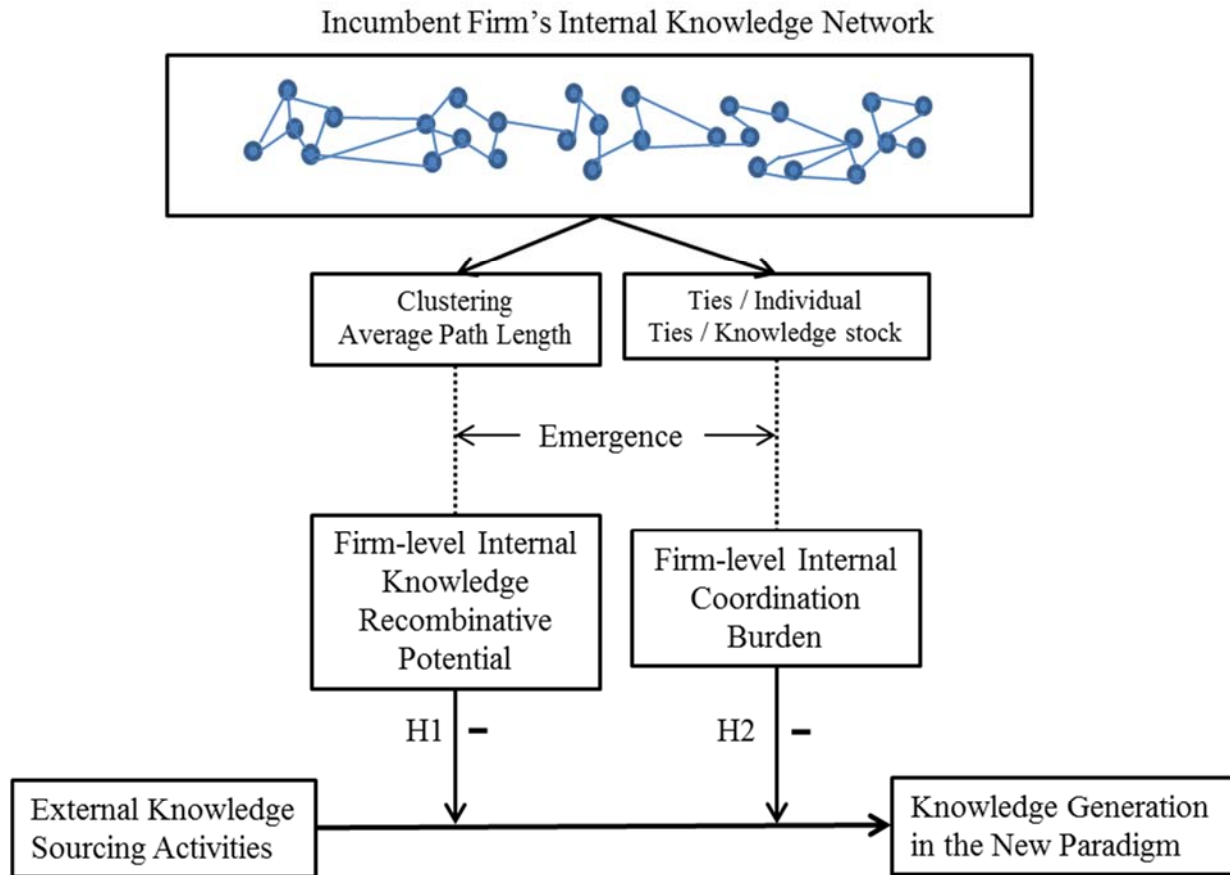 Incumbent Firm's Internal Knowledge Network
Clustering
Average Path Length
Ties / Individual
Ties / Knowledge stock
Emergence
Firm-level Internal
Knowledge
Recombinative
Potential
Firm-level Internal
Coordination
Burden
H1 -
H2 -
External Knowledge
Sourcing Activities
Knowledge Generation
in the New Paradigm